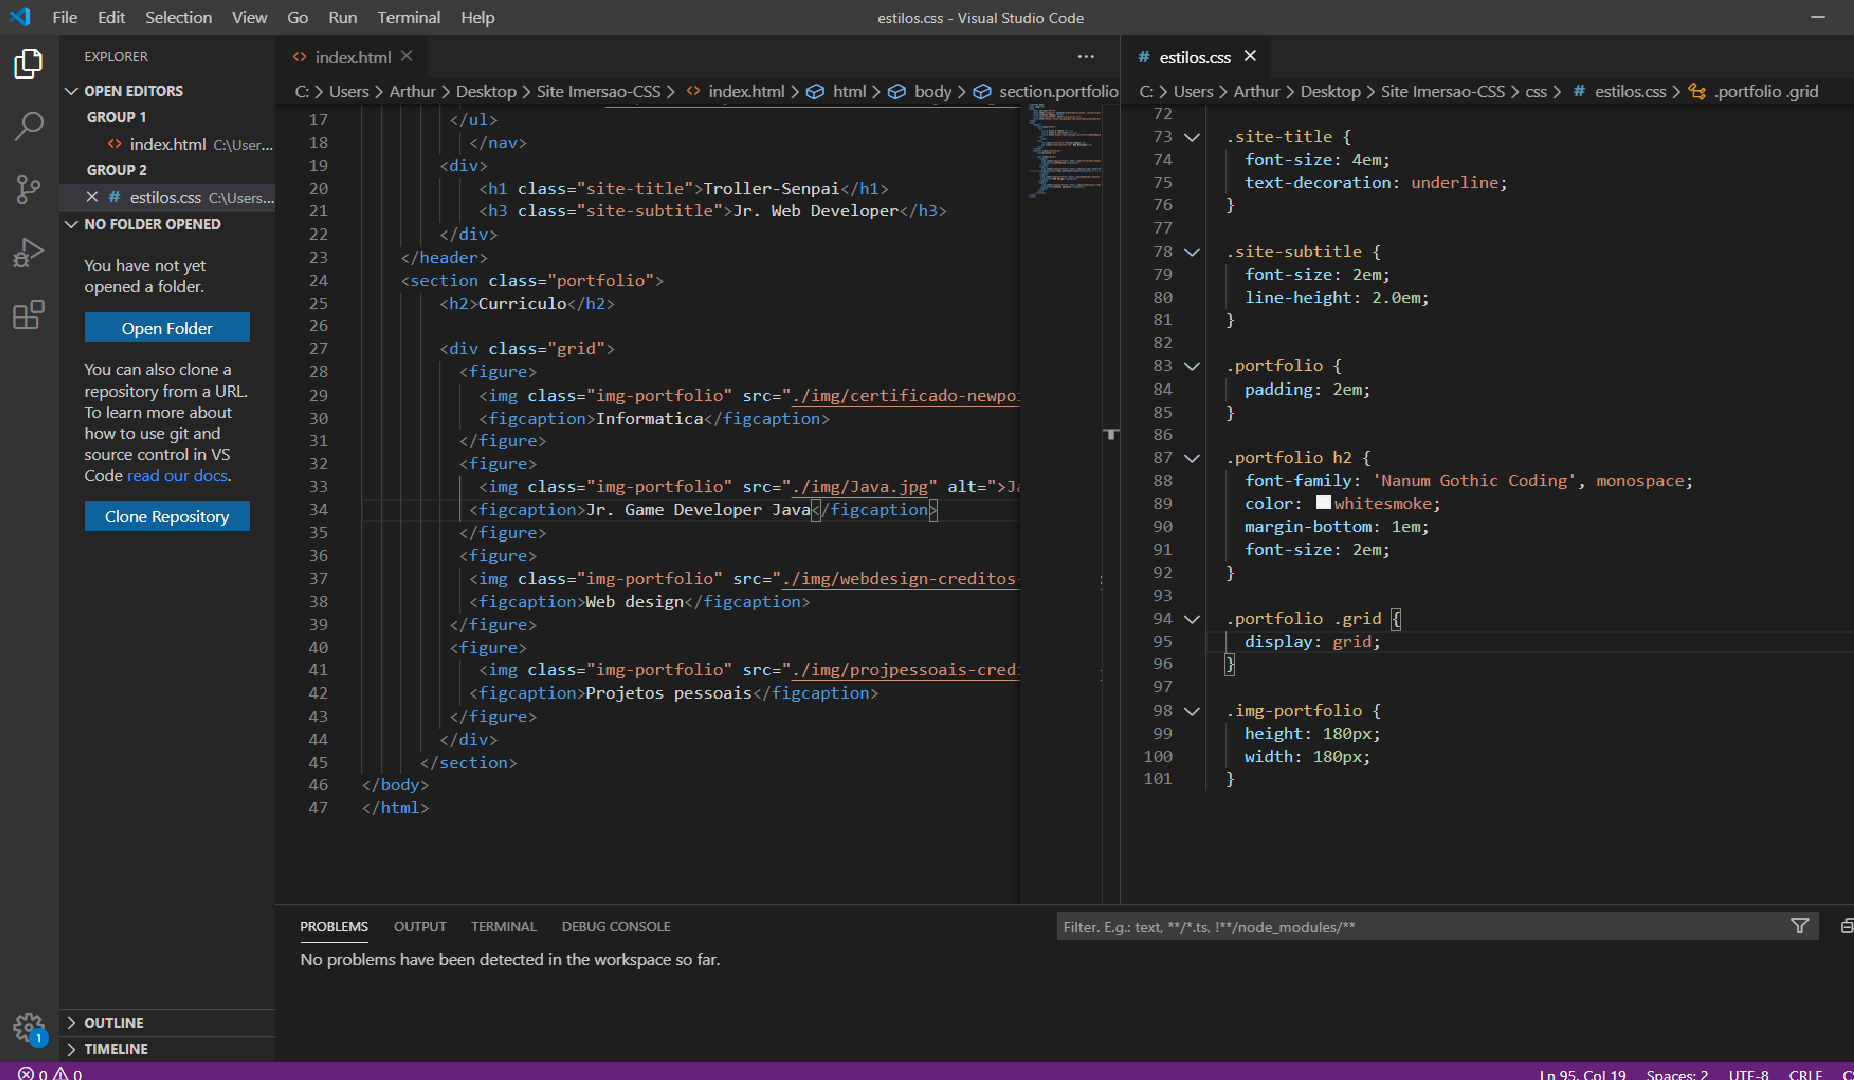 File Edit Selection View Go Run Terminal Help
estilos.css - Visual Studio Code
EXPLORER
OPEN EDITORS
GROUP 1
<> index.html C:\User...
GROUP 2
# estilos.css C:\Users...
NO FOLDER OPENED
You have not yet
opened a folder.
Open Folder
You can also clone a
repository from a URL.
To learn more about
how to use git and
source control in VS
Code read our docs.
Clone Repository
OUTLINE
TIMELINE
<> index.html
C: > Users > Arthur > Desktop > Site Imersao-CSS > <> index.html > html > body > section.portfolio
17 </ul>
18 </nav>
19 <div>
20 <h1 class="site-title">Troller-Senpai</h1>
21 <h3 class="site-subtitle">Jr. Web Developer</h3>
22 </div>
23 </header>
24 <section class="portfolio">
25 <h2>Curriculo</h2>
26
27 <div class="grid">
28 <figure>
29 <img class="img-portfolio" src="./img/certificado-newpoi
30 <figcaption>Informatica</figcaption>
31 </figure>
32 <figure>
33 <img class="img-portfolio" src="./img/Java.jpg" alt=">Ja
34 <figcaption>Jr. Game Developer Java</figcaption>
35 </figure>
36 <figure>
37 <img class="img-portfolio" src="./img/webdesign-creditos-
38 <figcaption>Web design</figcaption>
39 </figure>
40 <figure>
41 <img class="img-portfolio" src="./img/projpessoais-credi
42 <figcaption>Projetos pessoais</figcaption>
43 </figure>
44 </div>
45 </section>
46 </body>
47 </html>
# estilos.css
C: > Users > Arthur > Desktop > Site Imersao-CSS > css > # estilos.css > .portfolio .grid
72
73 .site-title {
74 font-size: 4em;
75 text-decoration: underline;
76 }
77
78 .site-subtitle {
79 font-size: 2em;
80 line-height: 2.0em;
81 }
82
83 .portfolio {
84 padding: 2em;
85 }
86
87 .portfolio h2 {
88 font-family: 'Nanum Gothic Coding', monospace;
89 color: whitesmoke;
90 margin-bottom: 1em;
91 font-size: 2em;
92 }
93
94 .portfolio .grid {
95 display: grid;
96 }
97
98 .img-portfolio {
99 height: 180px;
100 width: 180px;
101 }
PROBLEMS OUTPUT TERMINAL DEBUG CONSOLE
Filter. E.g.: text, **/*.ts, !**/node_modules/**
No problems have been detected in the workspace so far.
1
0 0
Ln 95, Col 19 Spaces: 2 UTF-8 CRLF